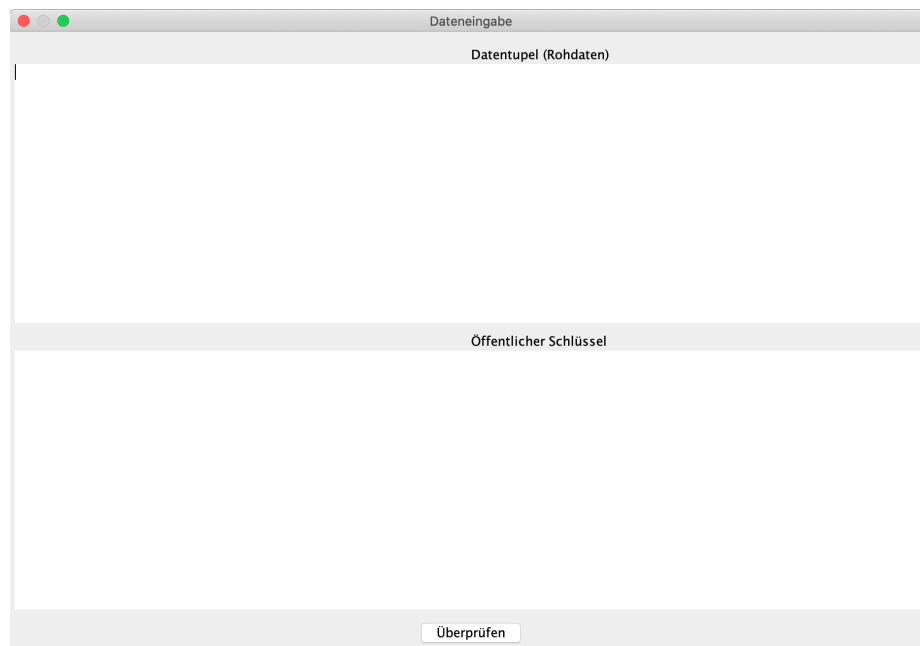 Dateneingabe
Datentupel (Rohdaten)
Öffentlicher Schlüssel
Überprüfen